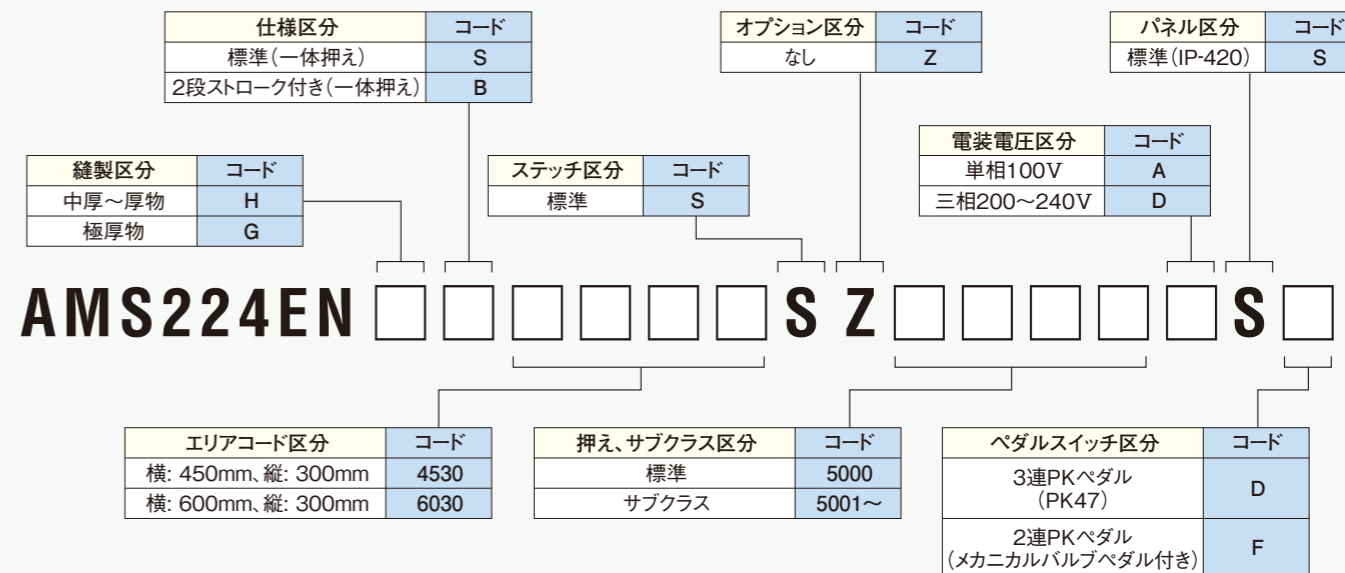 仕様区分 コード
標準(一体押え) S
2段ストローク付き(一体押え) B
オプション区分 コード
なし Z
パネル区分 コード
標準(IP-420) S
縫製区分 コード
中厚〜厚物 H
極厚物 G
ステッチ区分 コード
標準 S
電装電圧区分 コード
単相100V A
三相200〜240V D
AMS224EN□□□□□□SZ□□□□□S□
エリアコード区分 コード
横: 450mm、縦: 300mm 4530
横: 600mm、縦: 300mm 6030
押え、サブクラス区分 コード
標準 5000
サブクラス 5001〜
ペダルスイッチ区分 コード
3連PKペダル
(PK47) D
2連PKペダル
(メカニカルバルブペダル付き) F